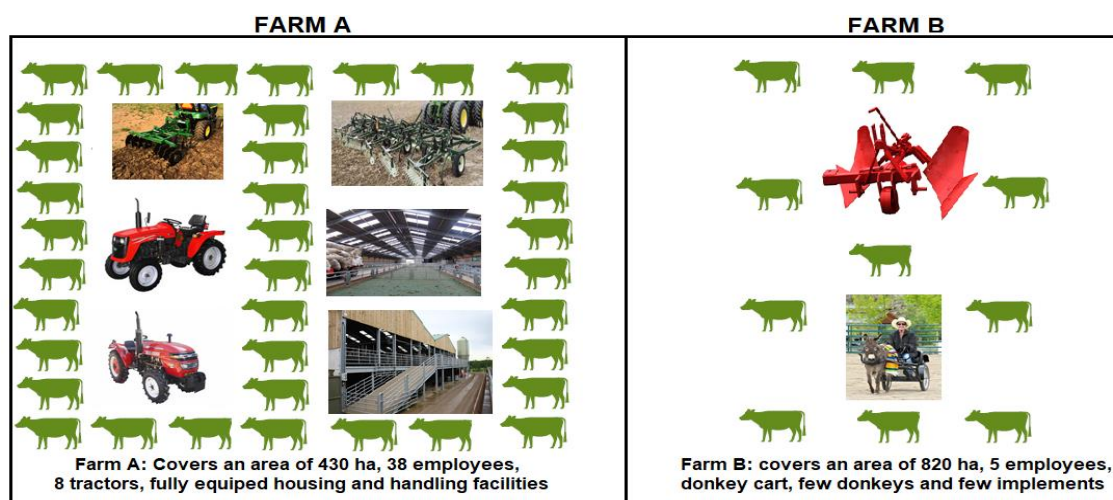 FARM A
FARM B
Farm A: Covers an area of 430 ha, 38 employees,
8 tractors, fully equiped housing and handling facilities
Farm B: covers an area of 820 ha, 5 employees,
donkey cart, few donkeys and few implements